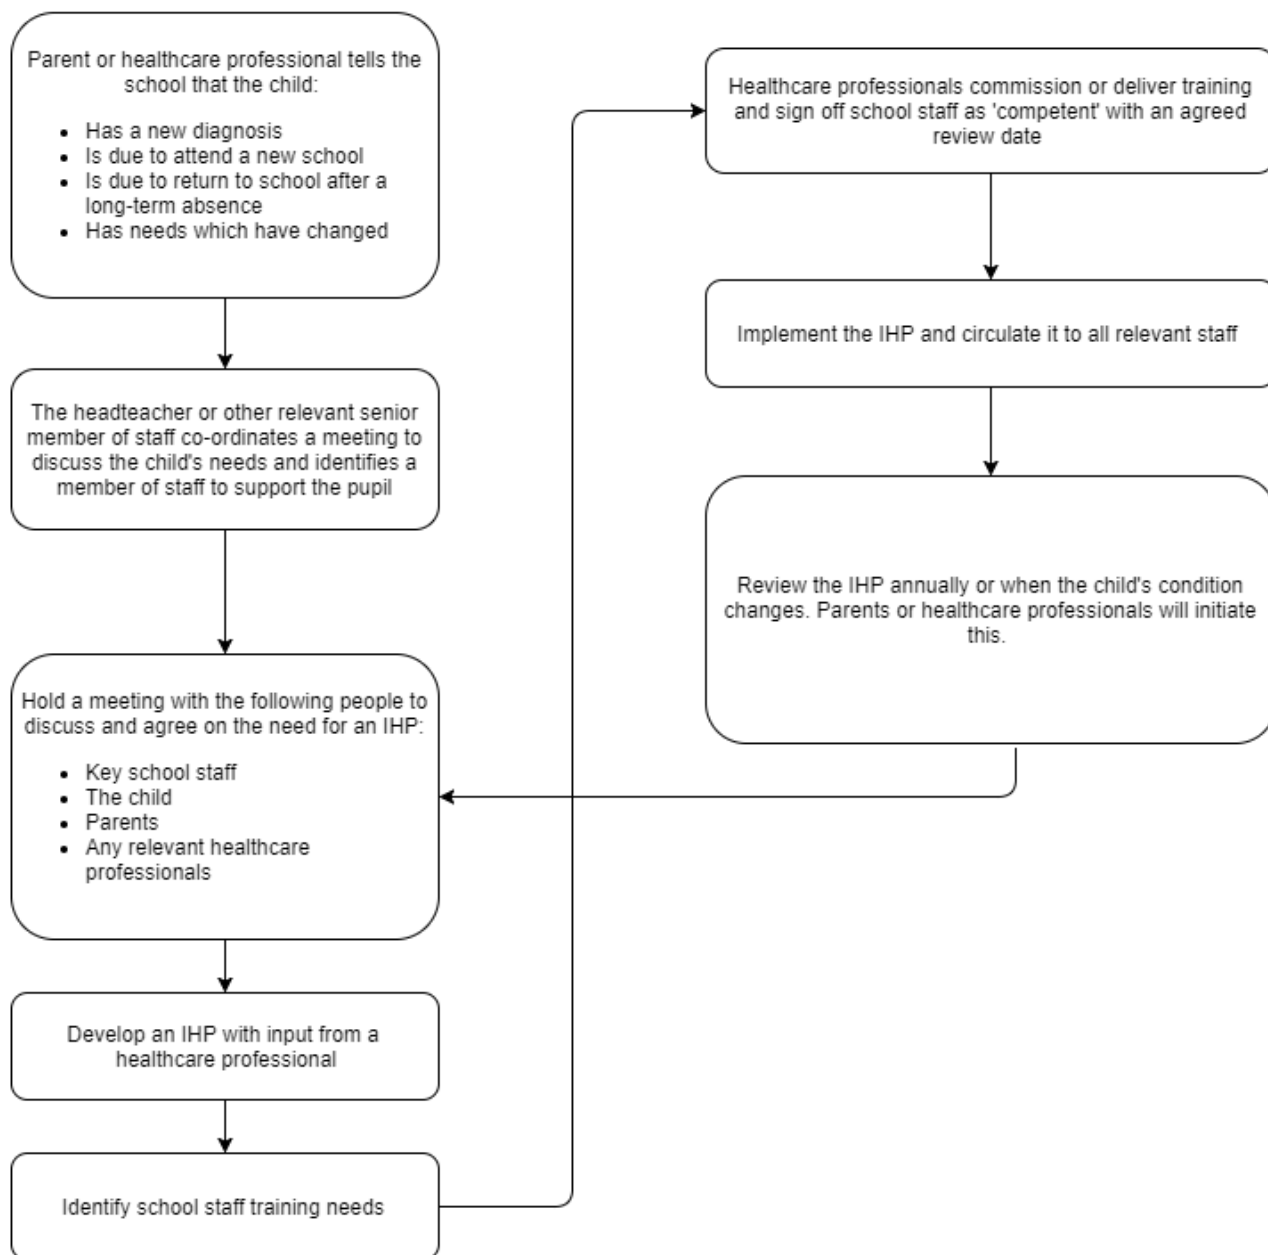 Parent or healthcare professional tells the
school that the child:
• Has a new diagnosis
• Is due to attend a new school
• Is due to return to school after a
long-term absence
• Has needs which have changed
The headteacher or other relevant senior
member of staff co-ordinates a meeting to
discuss the child's needs and identifies a
member of staff to support the pupil
Hold a meeting with the following people to
discuss and agree on the need for an IHP:
• Key school staff
• The child
• Parents
• Any relevant healthcare
professionals
Develop an IHP with input from a
healthcare professional
Identify school staff training needs
Healthcare professionals commission or deliver training
and sign off school staff as 'competent' with an agreed
review date
Implement the IHP and circulate it to all relevant staff
Review the IHP annually or when the child's condition
changes. Parents or healthcare professionals will initiate
this.